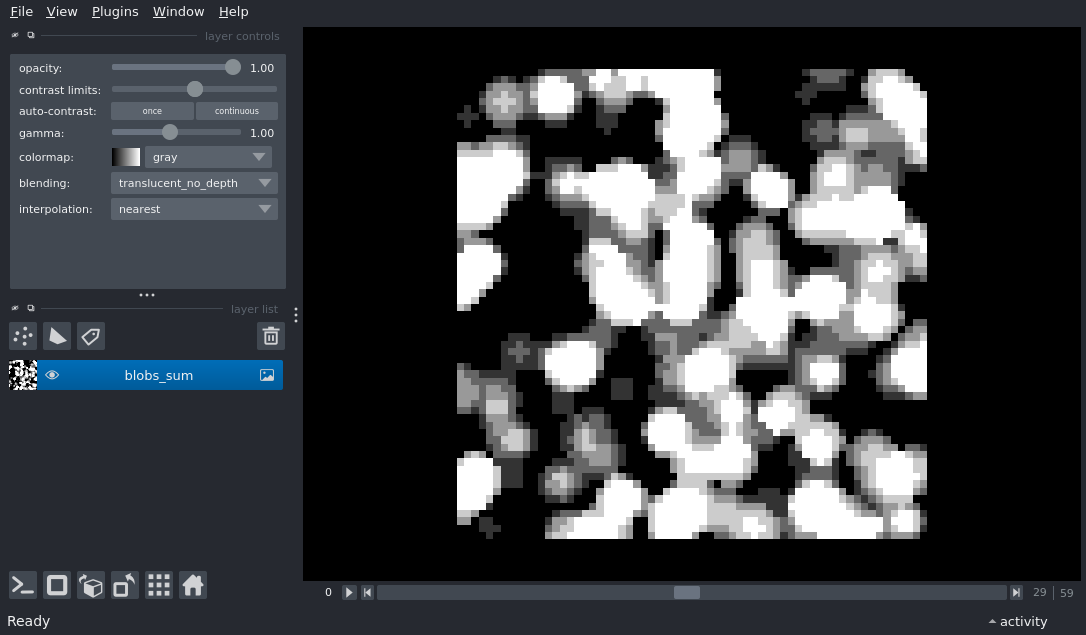 File View Plugins Window Help
layer controls
opacity: 1.00
contrast limits:
auto-contrast: once continuous
gamma: 1.00
colormap: gray
blending: translucent_no_depth
interpolation: nearest
layer list
blobs_sum
0 29 59
Ready activity